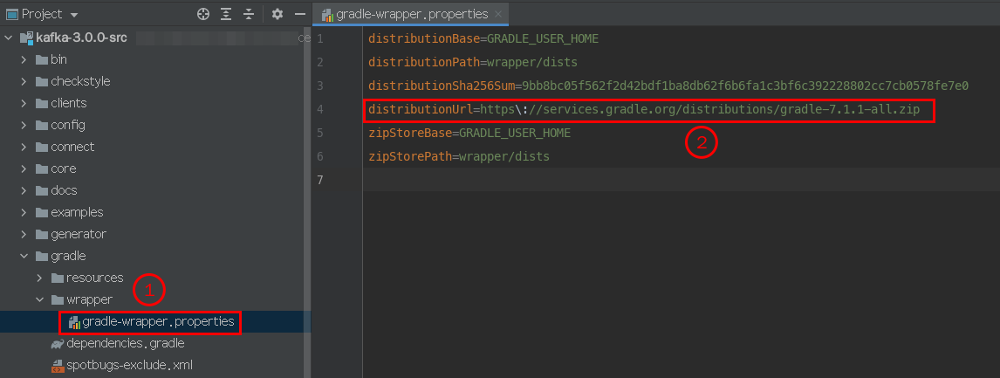 Project
gradle-wrapper.properties
kafka-3.0.0-src
bin
checkstyle
clients
config
connect
core
docs
examples
generator
gradle
resources
wrapper
gradle-wrapper.properties
dependencies.gradle
spotbugs-exclude.xml
1
1 distributionBase=GRADLE_USER_HOME
2 distributionPath=wrapper/dists
3 distributionSha256Sum=9bb8bc05f562f2d42bdf1ba8db62f6b6fa1c3bf6c392228802cc7cb0578fe7e0
4 distributionUrl=https\://services.gradle.org/distributions/gradle-7.1.1-all.zip
5 zipStoreBase=GRADLE_USER_HOME
6 zipStorePath=wrapper/dists
7
2